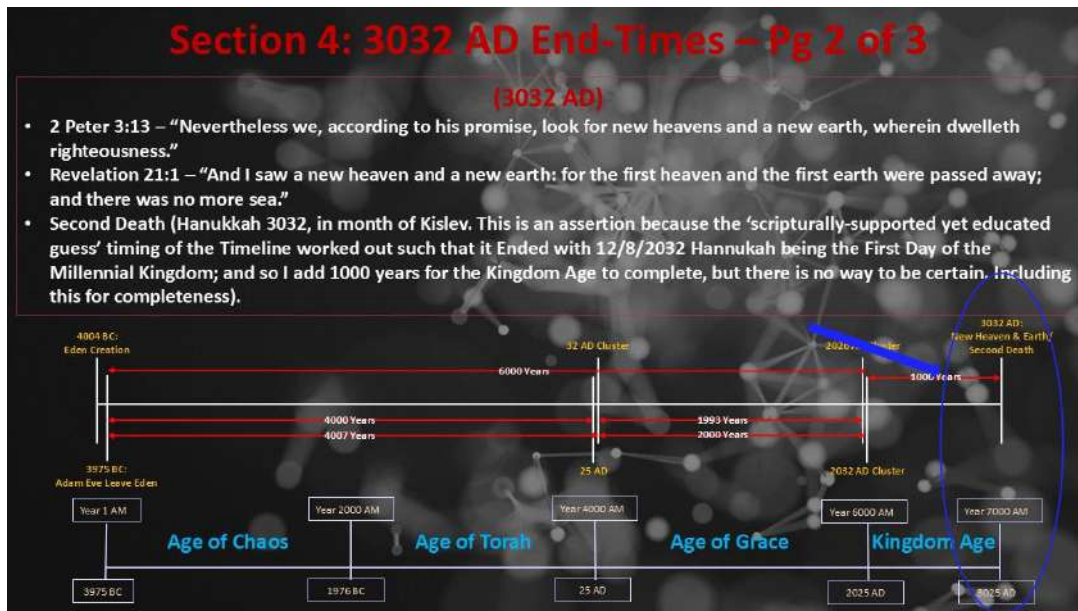 Section 4: 3032 AD End-Times – Pg 2 of 3
(3032 AD)
• 2 Peter 3:13 – “Nevertheless we, according to his promise, look for new heavens and a new earth, wherein dwelleth
righteousness.”
• Revelation 21:1 – “And I saw a new heaven and a new earth: for the first heaven and the first earth were passed away;
and there was no more sea.”
• Second Death (Hanukkah 3032, in month of Kislev. This is an assertion because the ‘scripturally-supported yet educated
guess’ timing of the Timeline worked out such that it Ended with 12/8/2032 Hannukah being the First Day of the
Millennial Kingdom; and so I add 1000 years for the Kingdom Age to complete, but there is no way to be certain. Including
this for completeness).
4004 BC:
Eden Creation
32 AD Cluster
3032 AD:
New Heaven & Earth/
Second Death
6000 Years
1000 Years
4000 Years
1993 Years
4007 Years
2000 Years
3975 BC:
Adam Eve Leave Eden
25 AD
2032 AD Cluster
Year 1 AM
Year 2000 AM
Year 4000 AM
Year 6000 AM
Year 7000 AM
Age of Chaos
Age of Torah
Age of Grace
Kingdom Age
3975 BC
1976 BC
25 AD
2025 AD
3025 AD